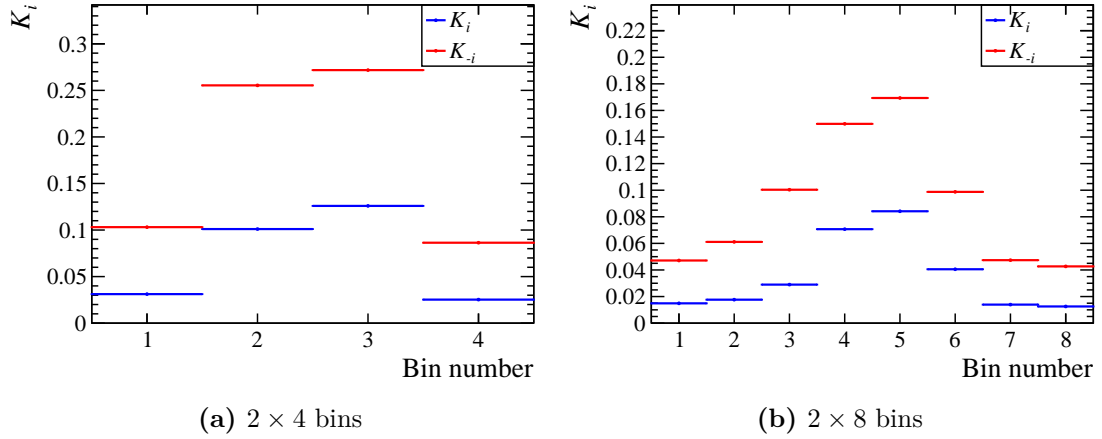 K_i
0.3
0.25
0.2
0.15
0.1
0.05
0
K_i
K_-i
1 2 3 4
Bin number
(a) 2 × 4 bins
K_i
0.22
0.2
0.18
0.16
0.14
0.12
0.1
0.08
0.06
0.04
0.02
0
K_i
K_-i
1 2 3 4 5 6 7 8
Bin number
(b) 2 × 8 bins